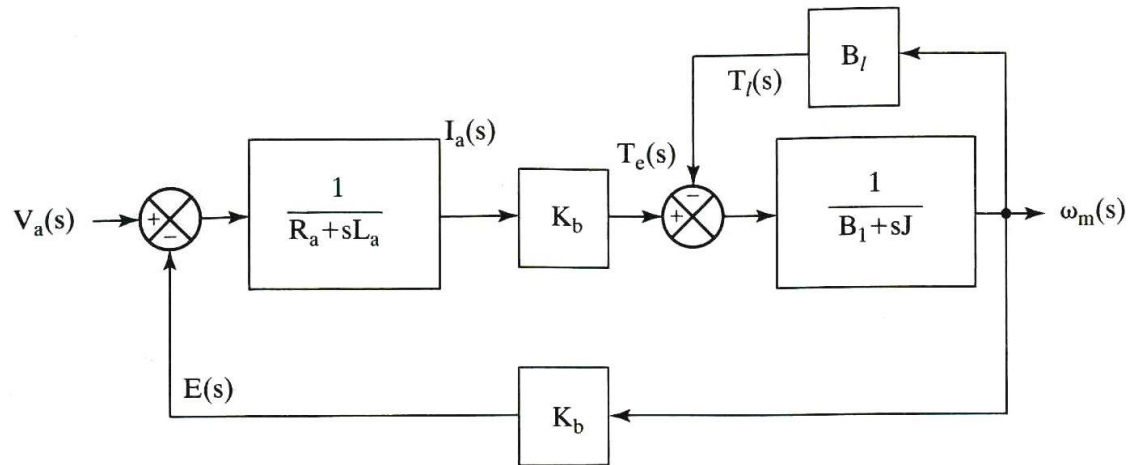 B_l
T_l(s)
I_a(s)
T_e(s)
V_a(s)
+
−
1
R_a+sL_a
K_b
−
+
1
B_1+sJ
ω_m(s)
E(s)
K_b